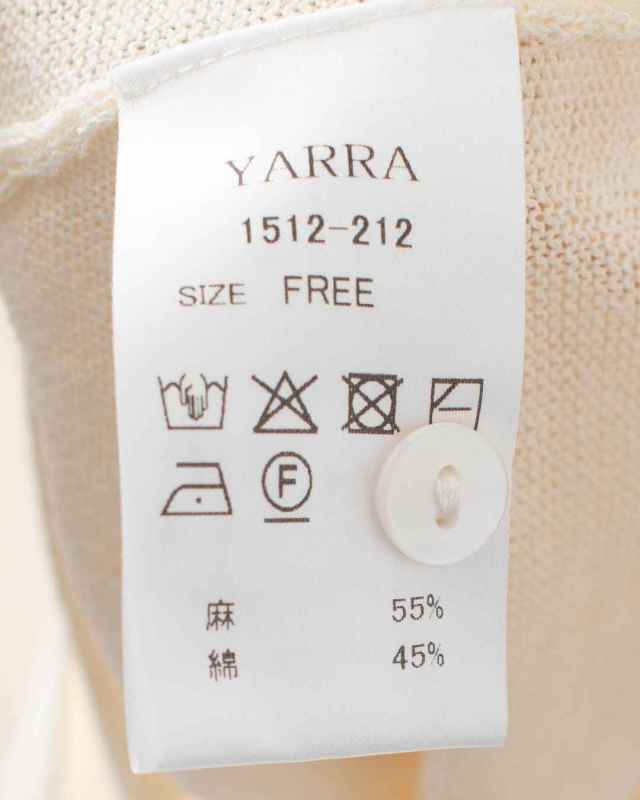 YARRA
1512-212
SIZE FREE
F
麻 55%
綿 45%